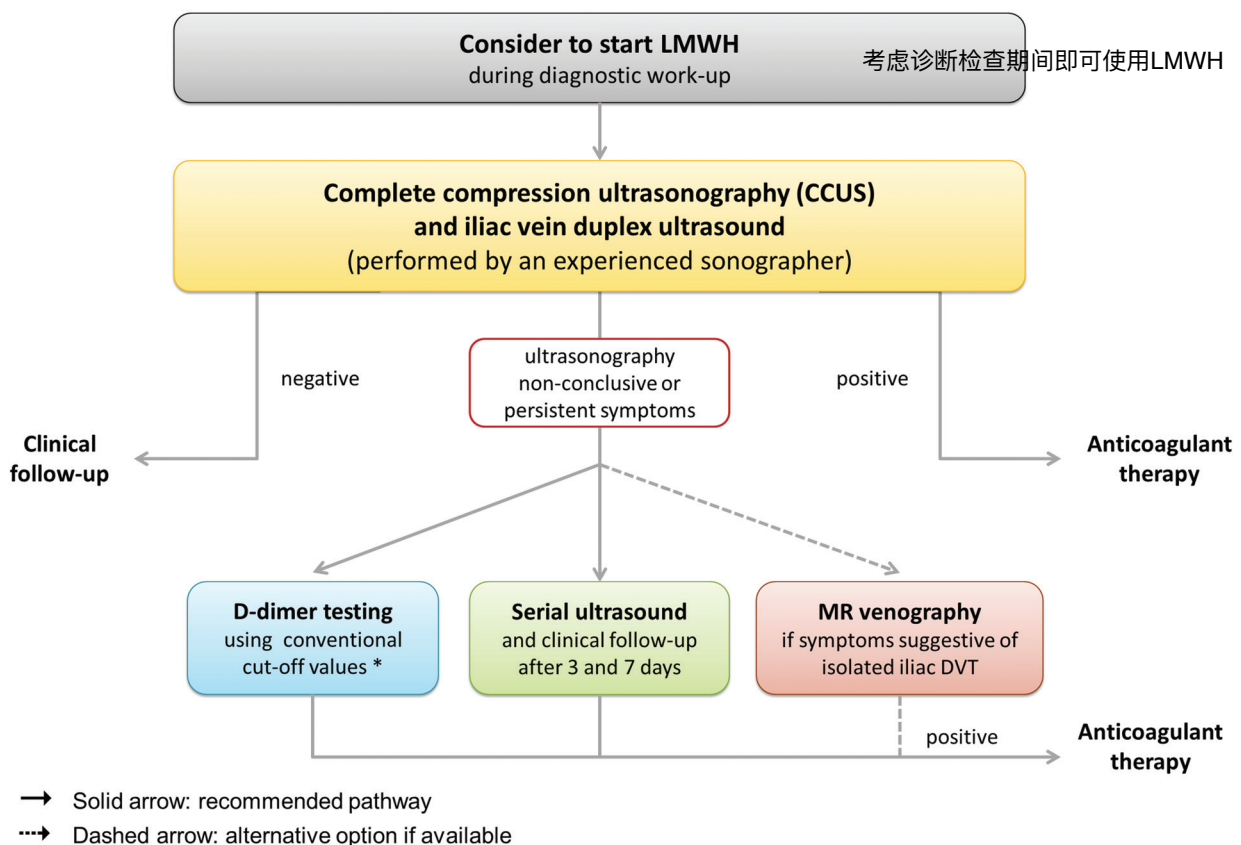 Consider to start LMWH
during diagnostic work-up
考虑诊断检查期间即可使用LMWH
Complete compression ultrasonography (CCUS)
and iliac vein duplex ultrasound
(performed by an experienced sonographer)
negative
ultrasonography
non-conclusive or
persistent symptoms
positive
Clinical
follow-up
Anticoagulant
therapy
D-dimer testing
using conventional
cut-off values *
Serial ultrasound
and clinical follow-up
after 3 and 7 days
MR venography
if symptoms suggestive of
isolated iliac DVT
positive
Anticoagulant
therapy
Solid arrow: recommended pathway
Dashed arrow: alternative option if available